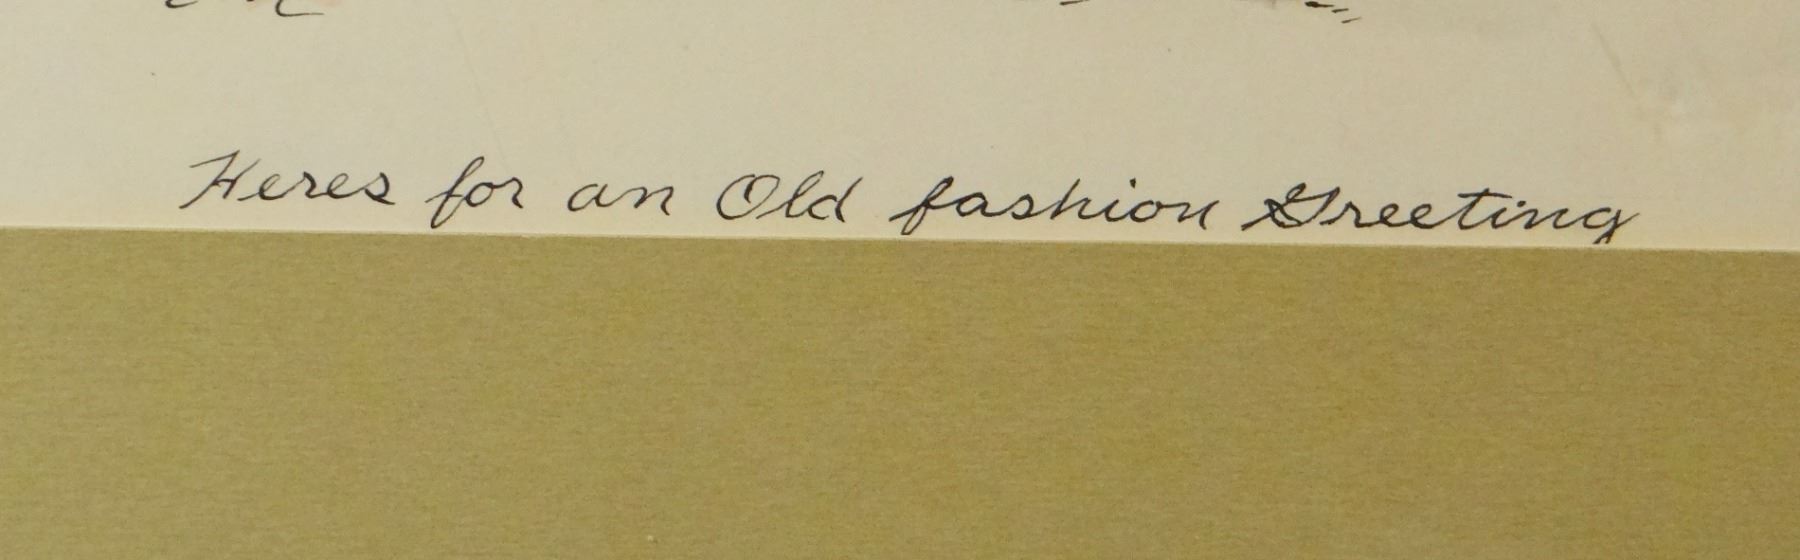 Heres for an Old fashion Greeting